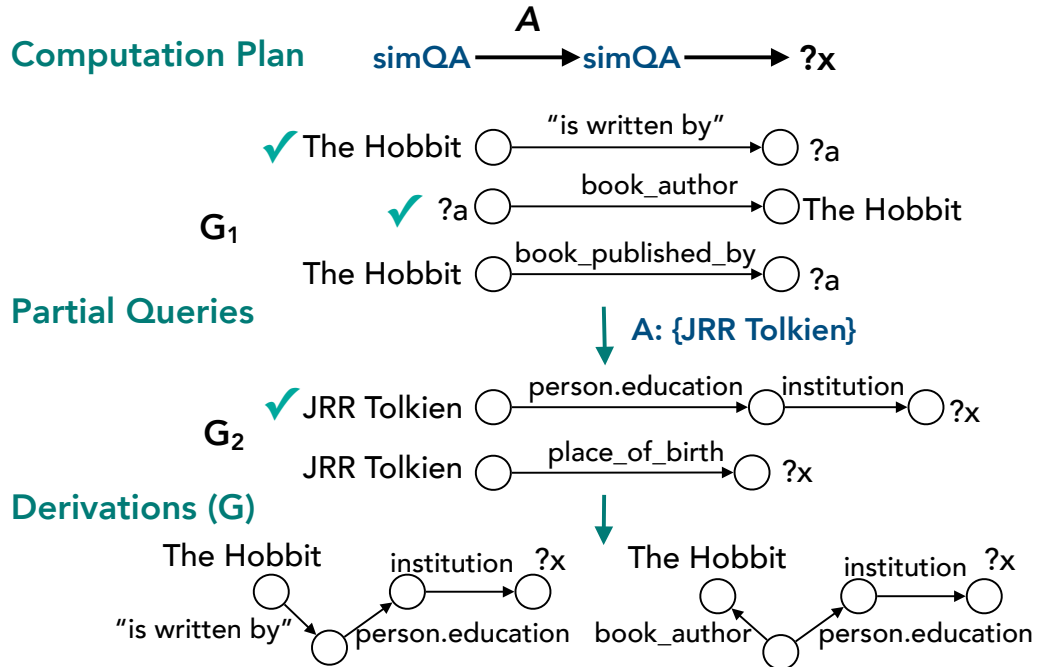 A
Computation Plan simQA simQA ?x
"is written by"
✓ The Hobbit ?a
book_author
✓ ?a The Hobbit
G₁
book_published_by
The Hobbit ?a
Partial Queries
A: {JRR Tolkien}
person.education institution
✓ JRR Tolkien ?x
G₂
place_of_birth
JRR Tolkien ?x
Derivations (G)
The Hobbit institution ?x
"is written by" person.education
The Hobbit institution ?x
book_author person.education